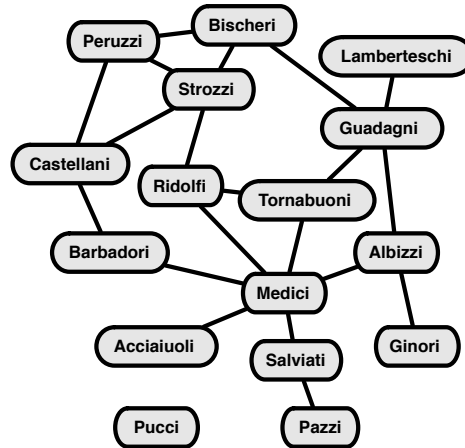 Bischeri
Peruzzi
Lamberteschi
Strozzi
Guadagni
Castellani
Ridolfi
Tornabuoni
Barbadori
Albizzi
Medici
Acciaiuoli
Salviati
Ginori
Pucci
Pazzi